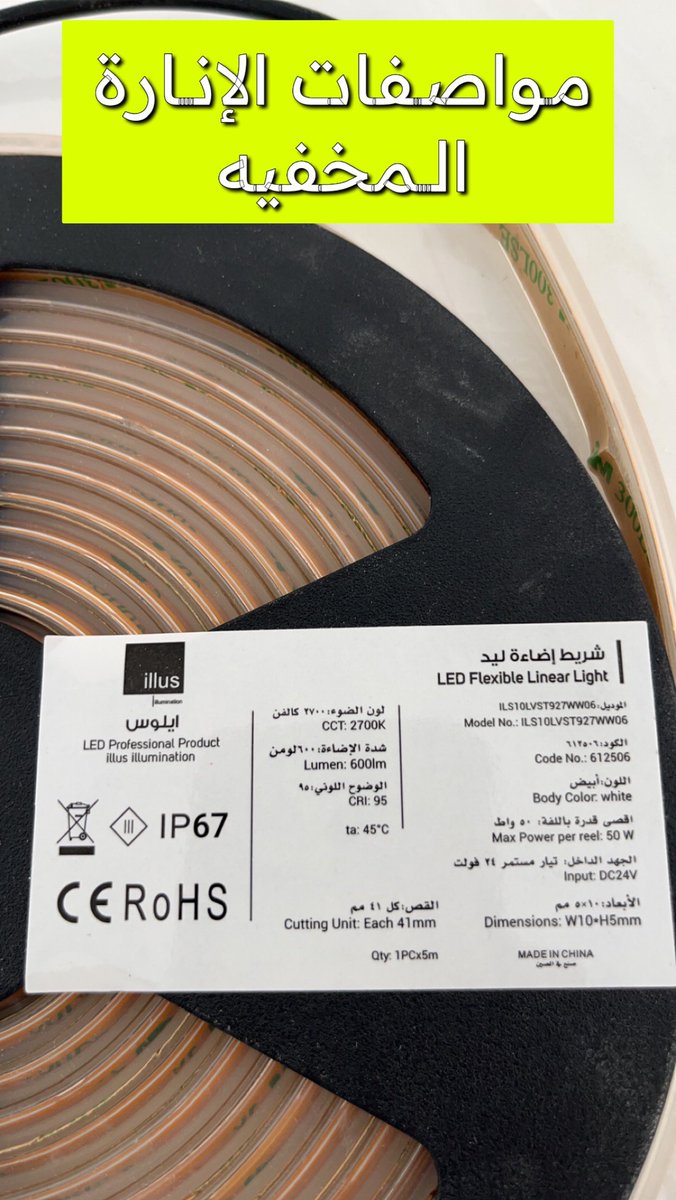 مواصفات الإنارة
المخفيه
300LSE
3M 300
شريط إضاءة ليد
LED Flexible Linear Light
الموديل: ILS10LVST927WW06
Model No.: ILS10LVST927WW06
الكود: ٦١٢٥٠٦
Code No.: 612506
اللون: أبيض
Body Color: white
اقصى قدرة باللفة: ٥٠ واط
Max Power per reel: 50 W
الجهد الداخل: تيار مستمر ٢٤ فولت
Input: DC24V
الأبعاد: ١٠×٥ مم
Dimensions: W10*H5mm
MADE IN CHINA
صنع في الصين
لون الضوء: ٢٧٠٠ كالفن
CCT: 2700K
شدة الإضاءة: ٦٠٠لومن
Lumen: 600lm
الوضوح اللوني: ٩٥
CRI: 95
ta: 45°C
القص: كل ٤١ مم
Cutting Unit: Each 41mm
Qty: 1PCx5m
illus
illumination
ايلوس
LED Professional Product
illus illumination
III IP67
CE RoHS